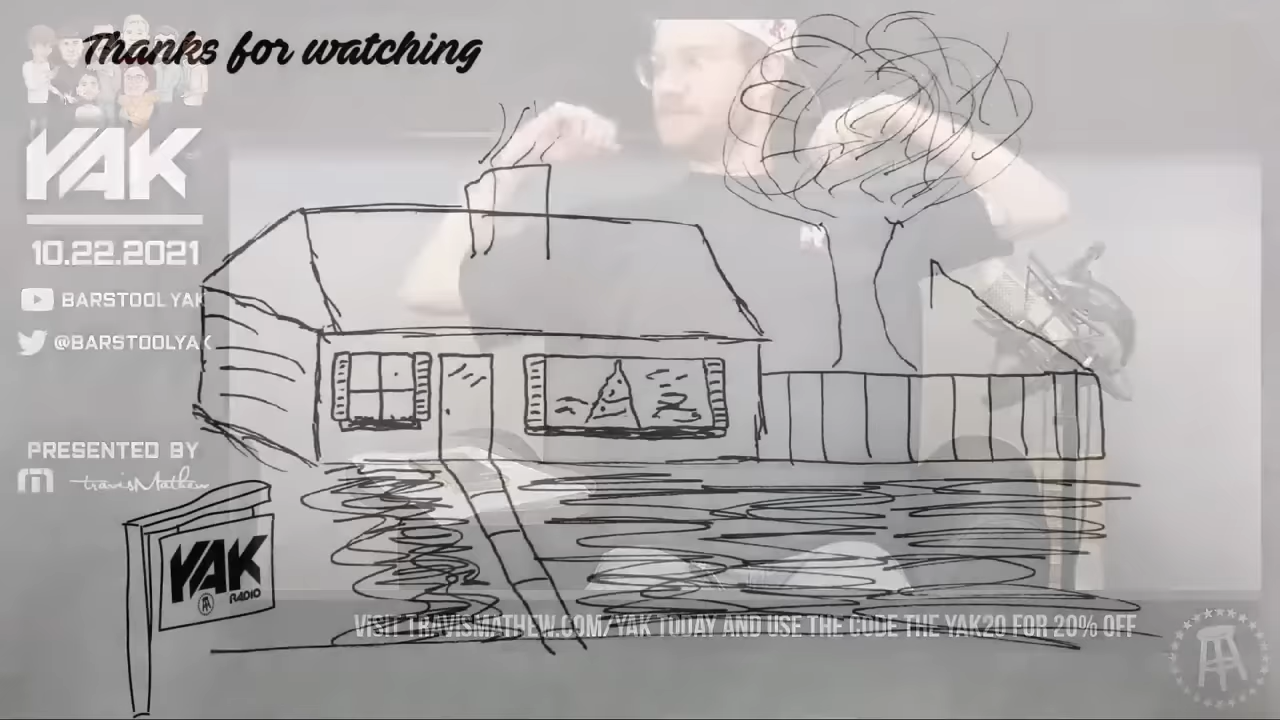 Thanks for watching
YAK
10.22.2021
BARSTOOL YAK
@BARSTOOLYAK
PRESENTED BY
travisMathew
YAK
RADIO
VISIT TRAVISMATHEW.COM/YAK TODAY AND USE THE CODE THE YAK20 FOR 20% OFF